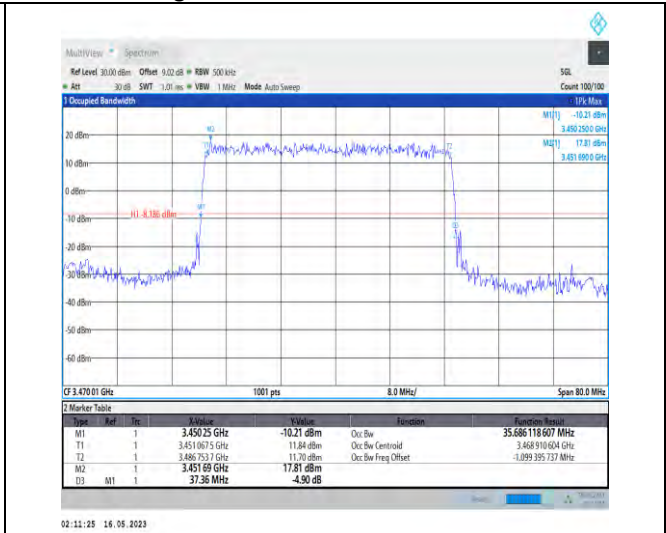 MultiView Spectrum
Ref Level 30.00 dBm Offset 9.02 dB RBW 500 kHz SGL
Att 30 dB SWT 1.01 ms VBW 1 MHz Mode Auto Sweep Count 100/100
1 Occupied Bandwidth 1Pk Max
M1[1] -10.21 dBm
3.450 2500 GHz
M2[1] 17.81 dBm
3.451 6900 GHz
20 dBm
M2
T1
T2
10 dBm
0 dBm
M1
H1 -8.186 dBm
-10 dBm
D3
-20 dBm
-30 dBm
-40 dBm
-50 dBm
-60 dBm
CF 3.470 01 GHz 1001 pts 8.0 MHz/ Span 80.0 MHz
2 Marker Table
Type Ref Trc X-Value Y-Value Function Function Result
M1 1 3.450 25 GHz -10.21 dBm Occ Bw 35.686 118 607 MHz
T1 1 3.451 067 5 GHz 11.84 dBm Occ Bw Centroid 3.468 910 604 GHz
T2 1 3.486 753 7 GHz 11.70 dBm Occ Bw Freq Offset -1.099 395 737 MHz
M2 1 3.451 69 GHz 17.81 dBm
D3 M1 1 37.36 MHz -4.90 dB
02:11:25 16.05.2023